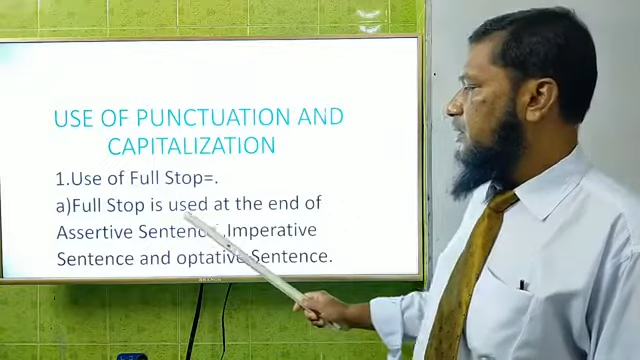 USE OF PUNCTUATION AND
CAPITALIZATION
1.Use of Full Stop=.
a)Full Stop is used at the end of
Assertive Sentence ,Imperative
Sentence and optative Sentence.